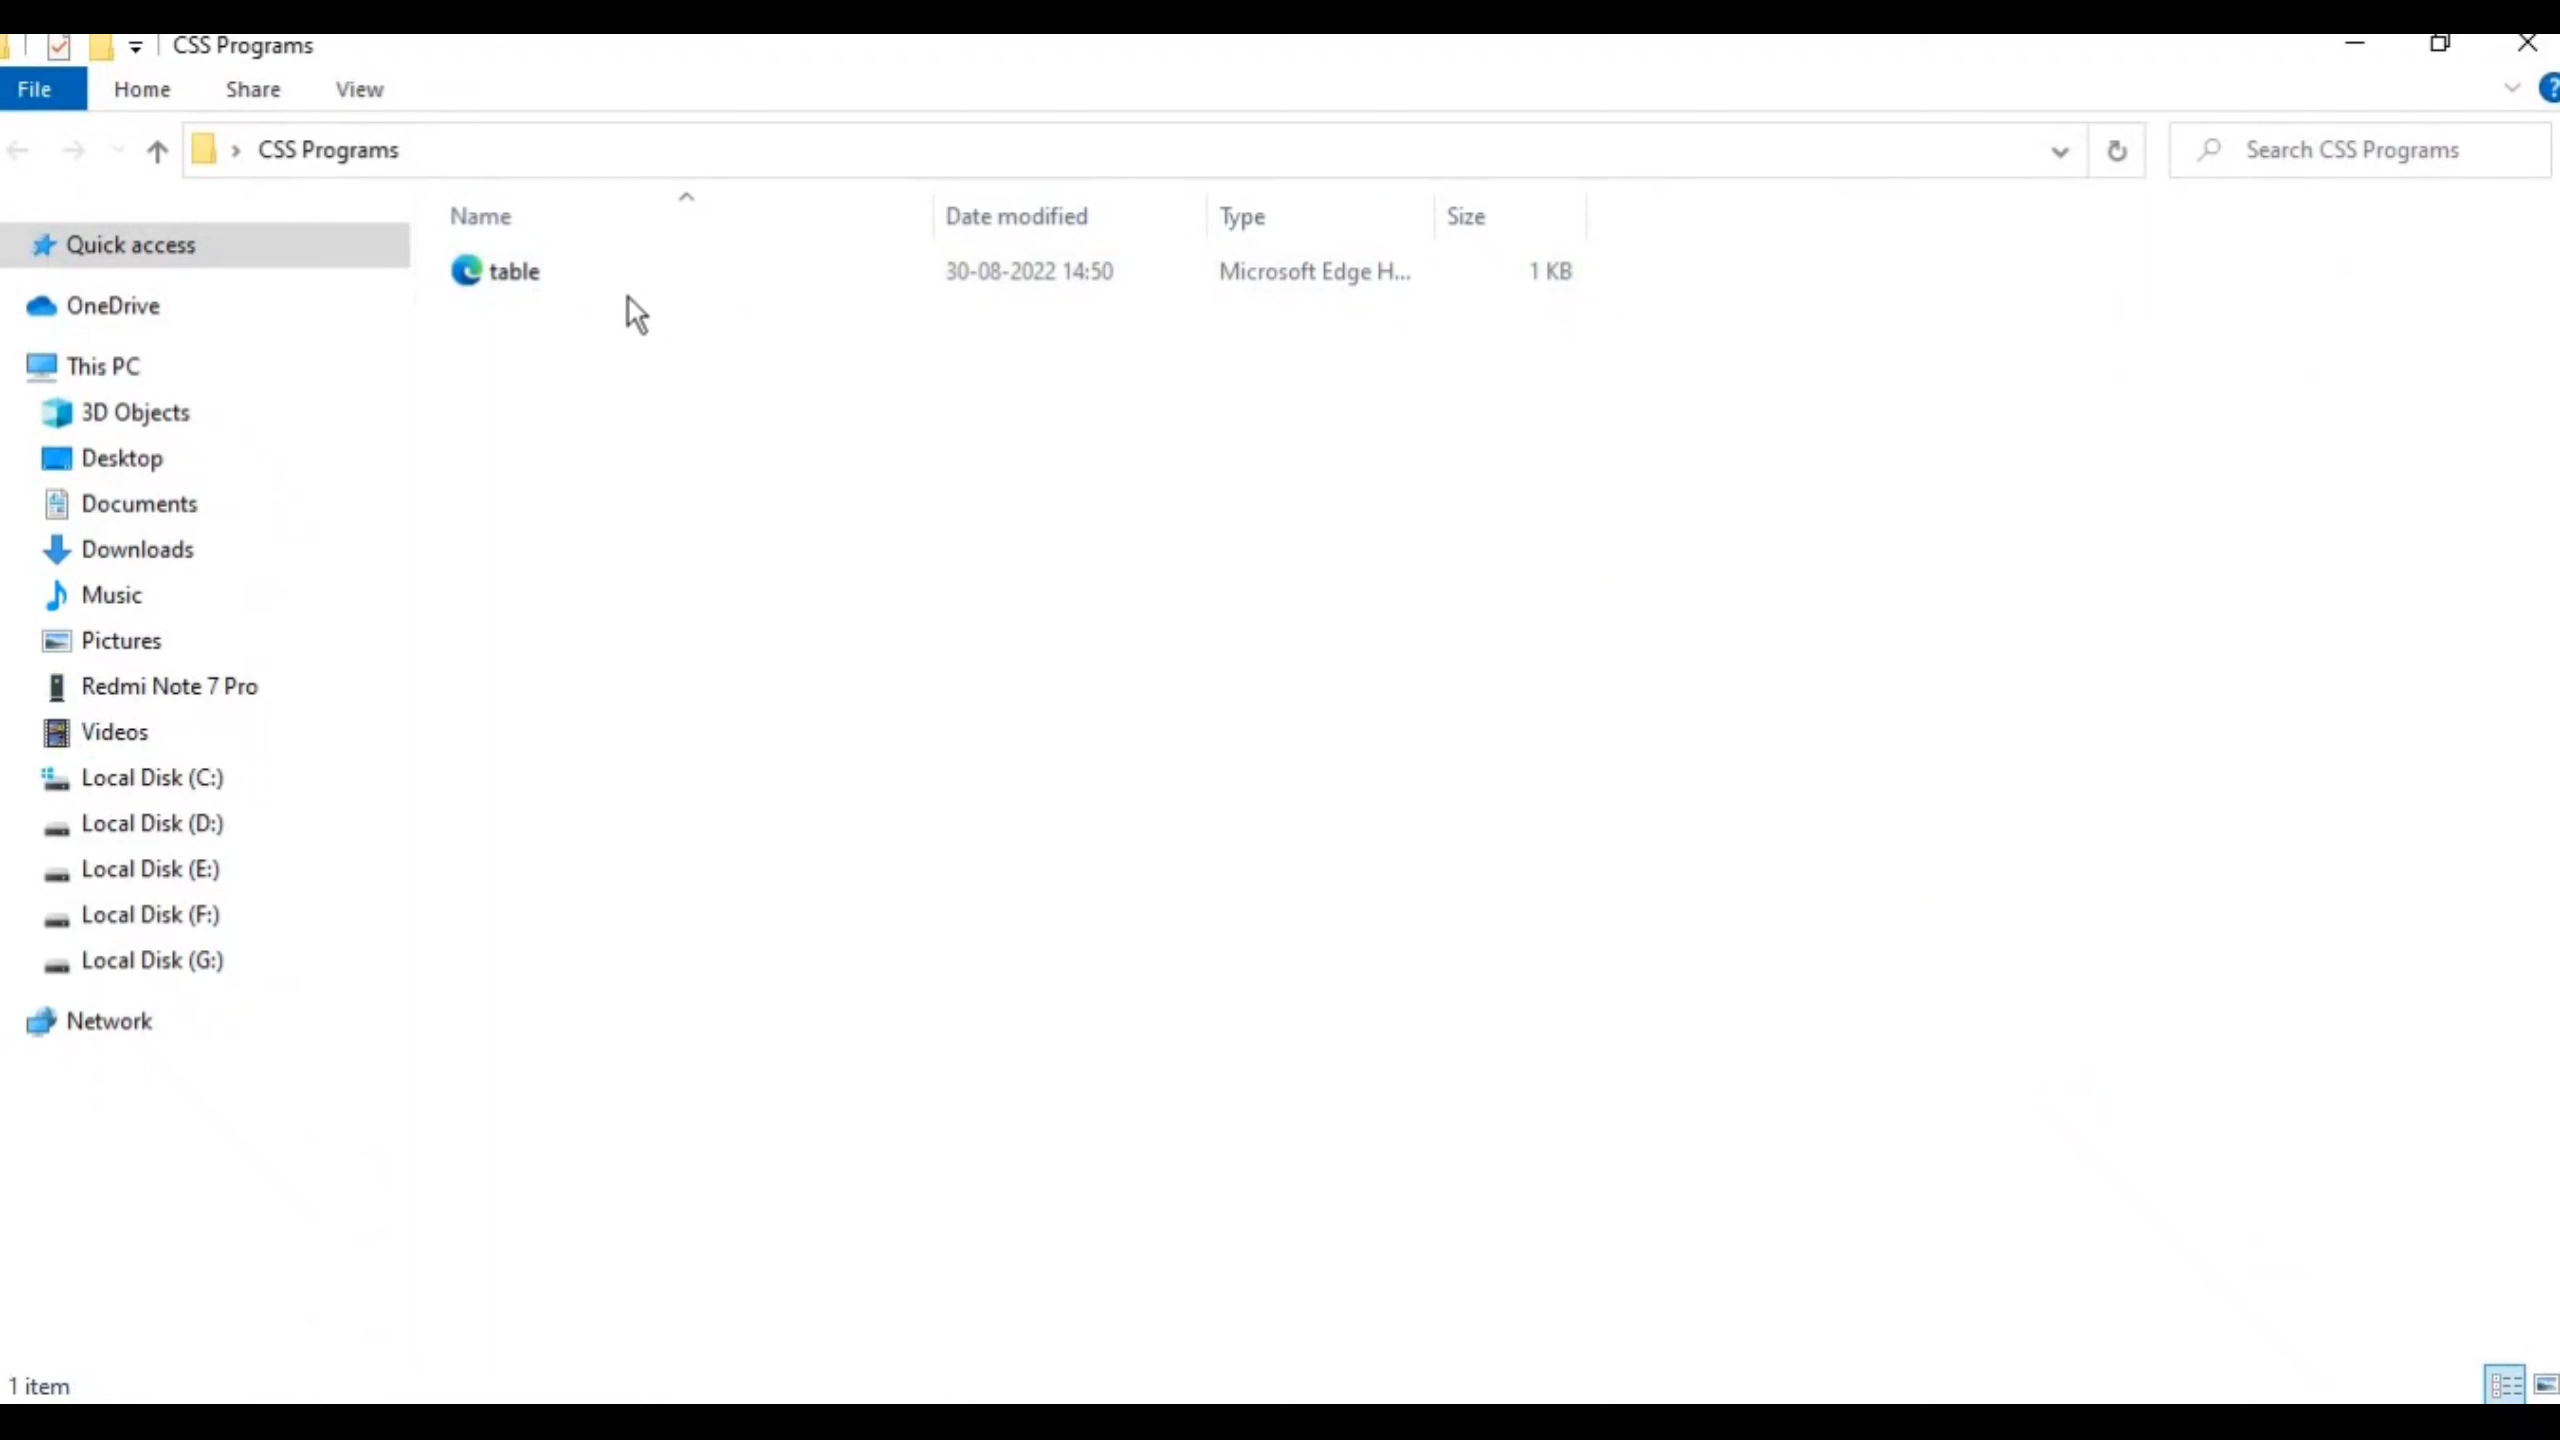 CSS Programs
File Home Share View
CSS Programs
Search CSS Programs
Name Date modified Type Size
table 30-08-2022 14:50 Microsoft Edge H... 1 KB
Quick access
OneDrive
This PC
3D Objects
Desktop
Documents
Downloads
Music
Pictures
Redmi Note 7 Pro
Videos
Local Disk (C:)
Local Disk (D:)
Local Disk (E:)
Local Disk (F:)
Local Disk (G:)
Network
1 item